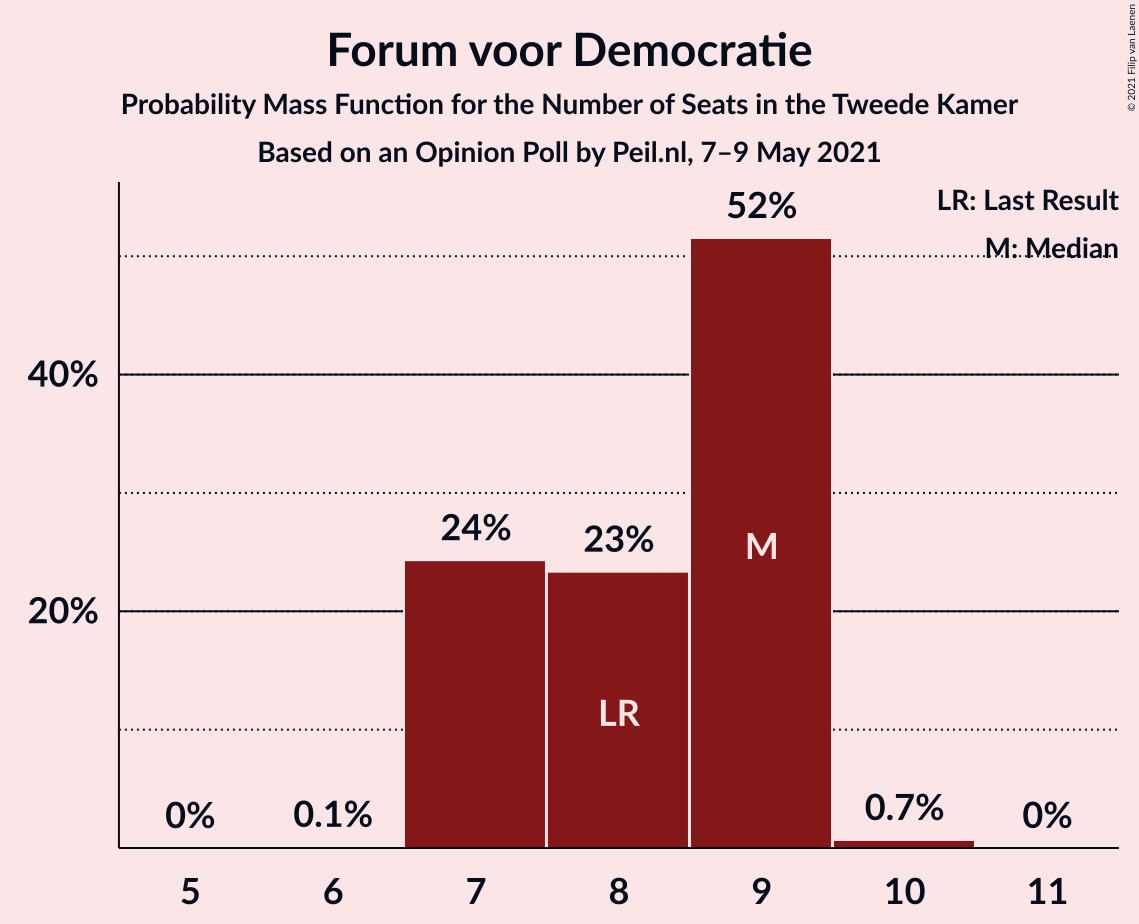 Forum voor Democratie
Probability Mass Function for the Number of Seats in the Tweede Kamer
Based on an Opinion Poll by Peil.nl, 7–9 May 2021
© 2021 Filip van Laenen
LR: Last Result
M: Median
52%
40%
24%
23%
M
20%
LR
0%
0.1%
0.7%
0%
5 6 7 8 9 10 11